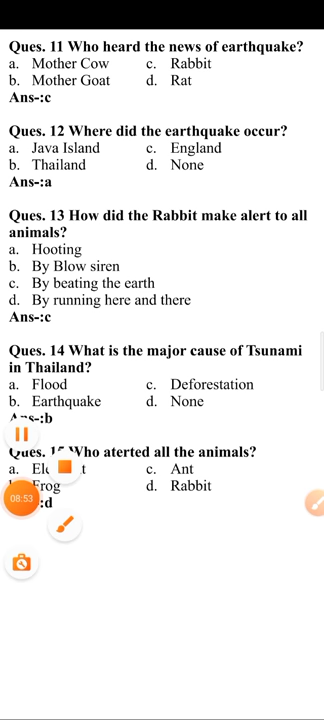 Ques. 11 Who heard the news of earthquake?
a. Mother Cow c. Rabbit
b. Mother Goat d. Rat
Ans-:c
Ques. 12 Where did the earthquake occur?
a. Java Island c. England
b. Thailand d. None
Ans-:a
Ques. 13 How did the Rabbit make alert to all
animals?
a. Hooting
b. By Blow siren
c. By beating the earth
d. By running here and there
Ans-:c
Ques. 14 What is the major cause of Tsunami
in Thailand?
a. Flood c. Deforestation
b. Earthquake d. None
:b
Ques. Who aterted all the animals?
a. c. Ant
Frog d. Rabbit
08:53 :d